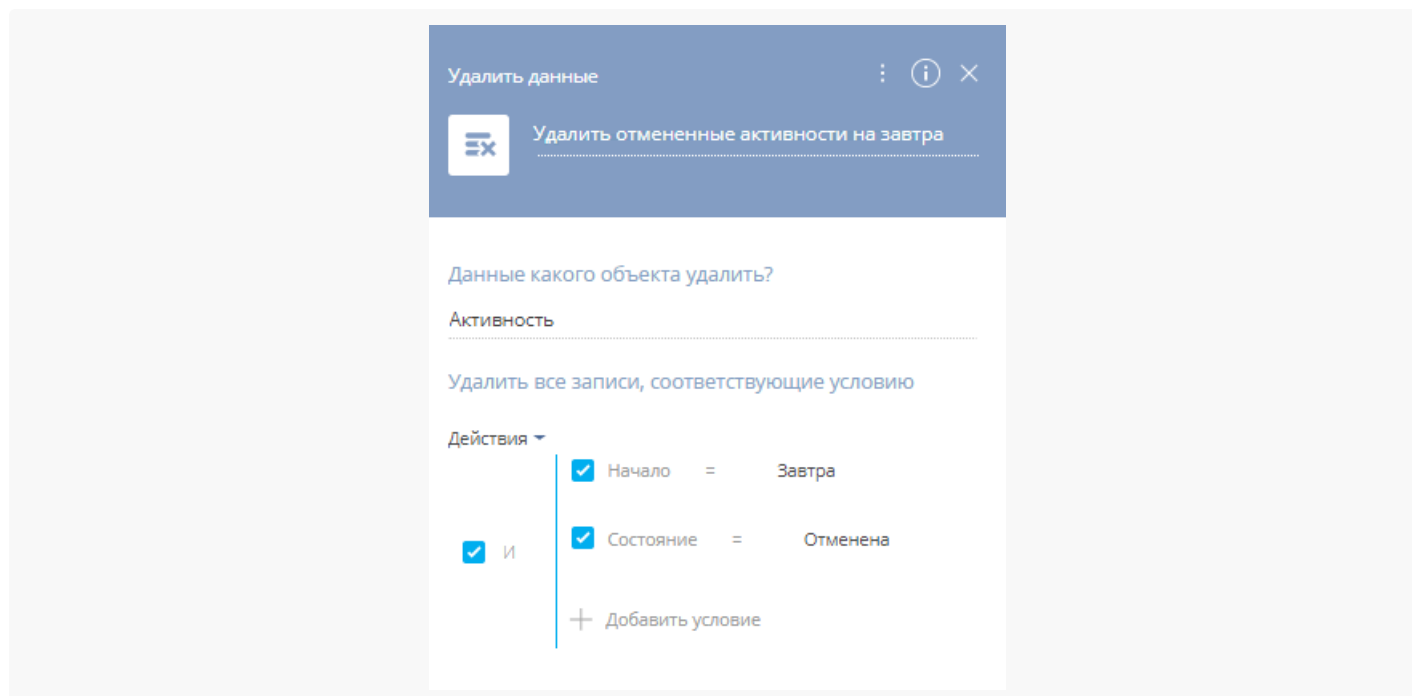 Удалить данные
Удалить отмененные активности на завтра
Данные какого объекта удалить?
Активность
Удалить все записи, соответствующие условию
Действия
Начало = Завтра
Состояние = Отменена
И
Добавить условие